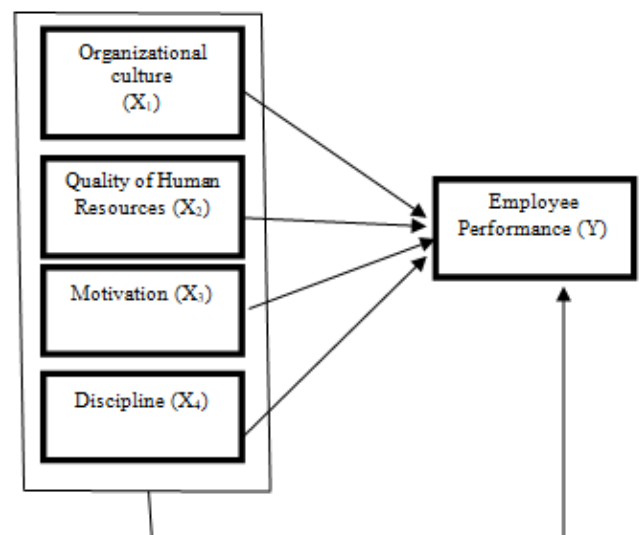 Organizational
culture
(X₁)
Quality of Human
Resources (X₂)
Motivation (X₃)
Discipline (X₄)
Employee
Performance (Y)